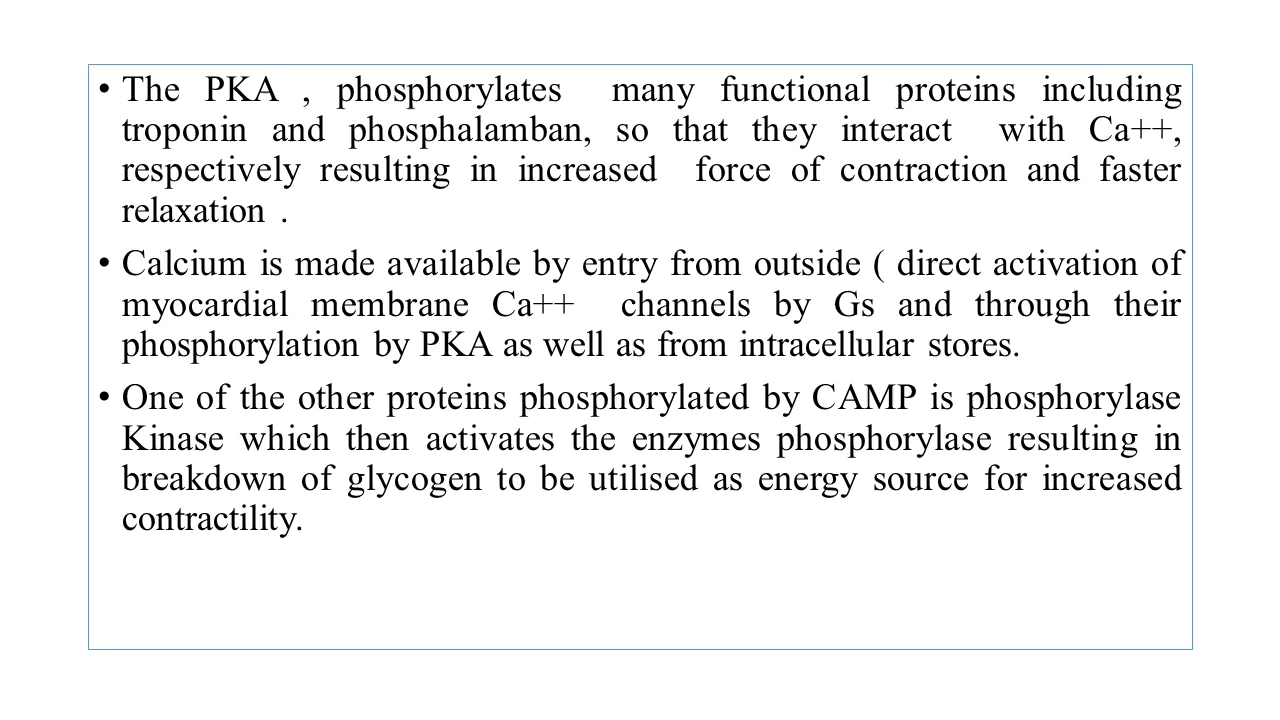 • The PKA , phosphorylates many functional proteins including
troponin and phosphalamban, so that they interact with Ca++,
respectively resulting in increased force of contraction and faster
relaxation .
• Calcium is made available by entry from outside ( direct activation of
myocardial membrane Ca++ channels by Gs and through their
phosphorylation by PKA as well as from intracellular stores.
• One of the other proteins phosphorylated by CAMP is phosphorylase
Kinase which then activates the enzymes phosphorylase resulting in
breakdown of glycogen to be utilised as energy source for increased
contractility.